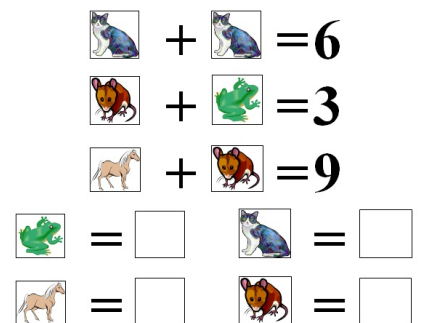 + = 6
+ = 3
+ = 9
= =
= =